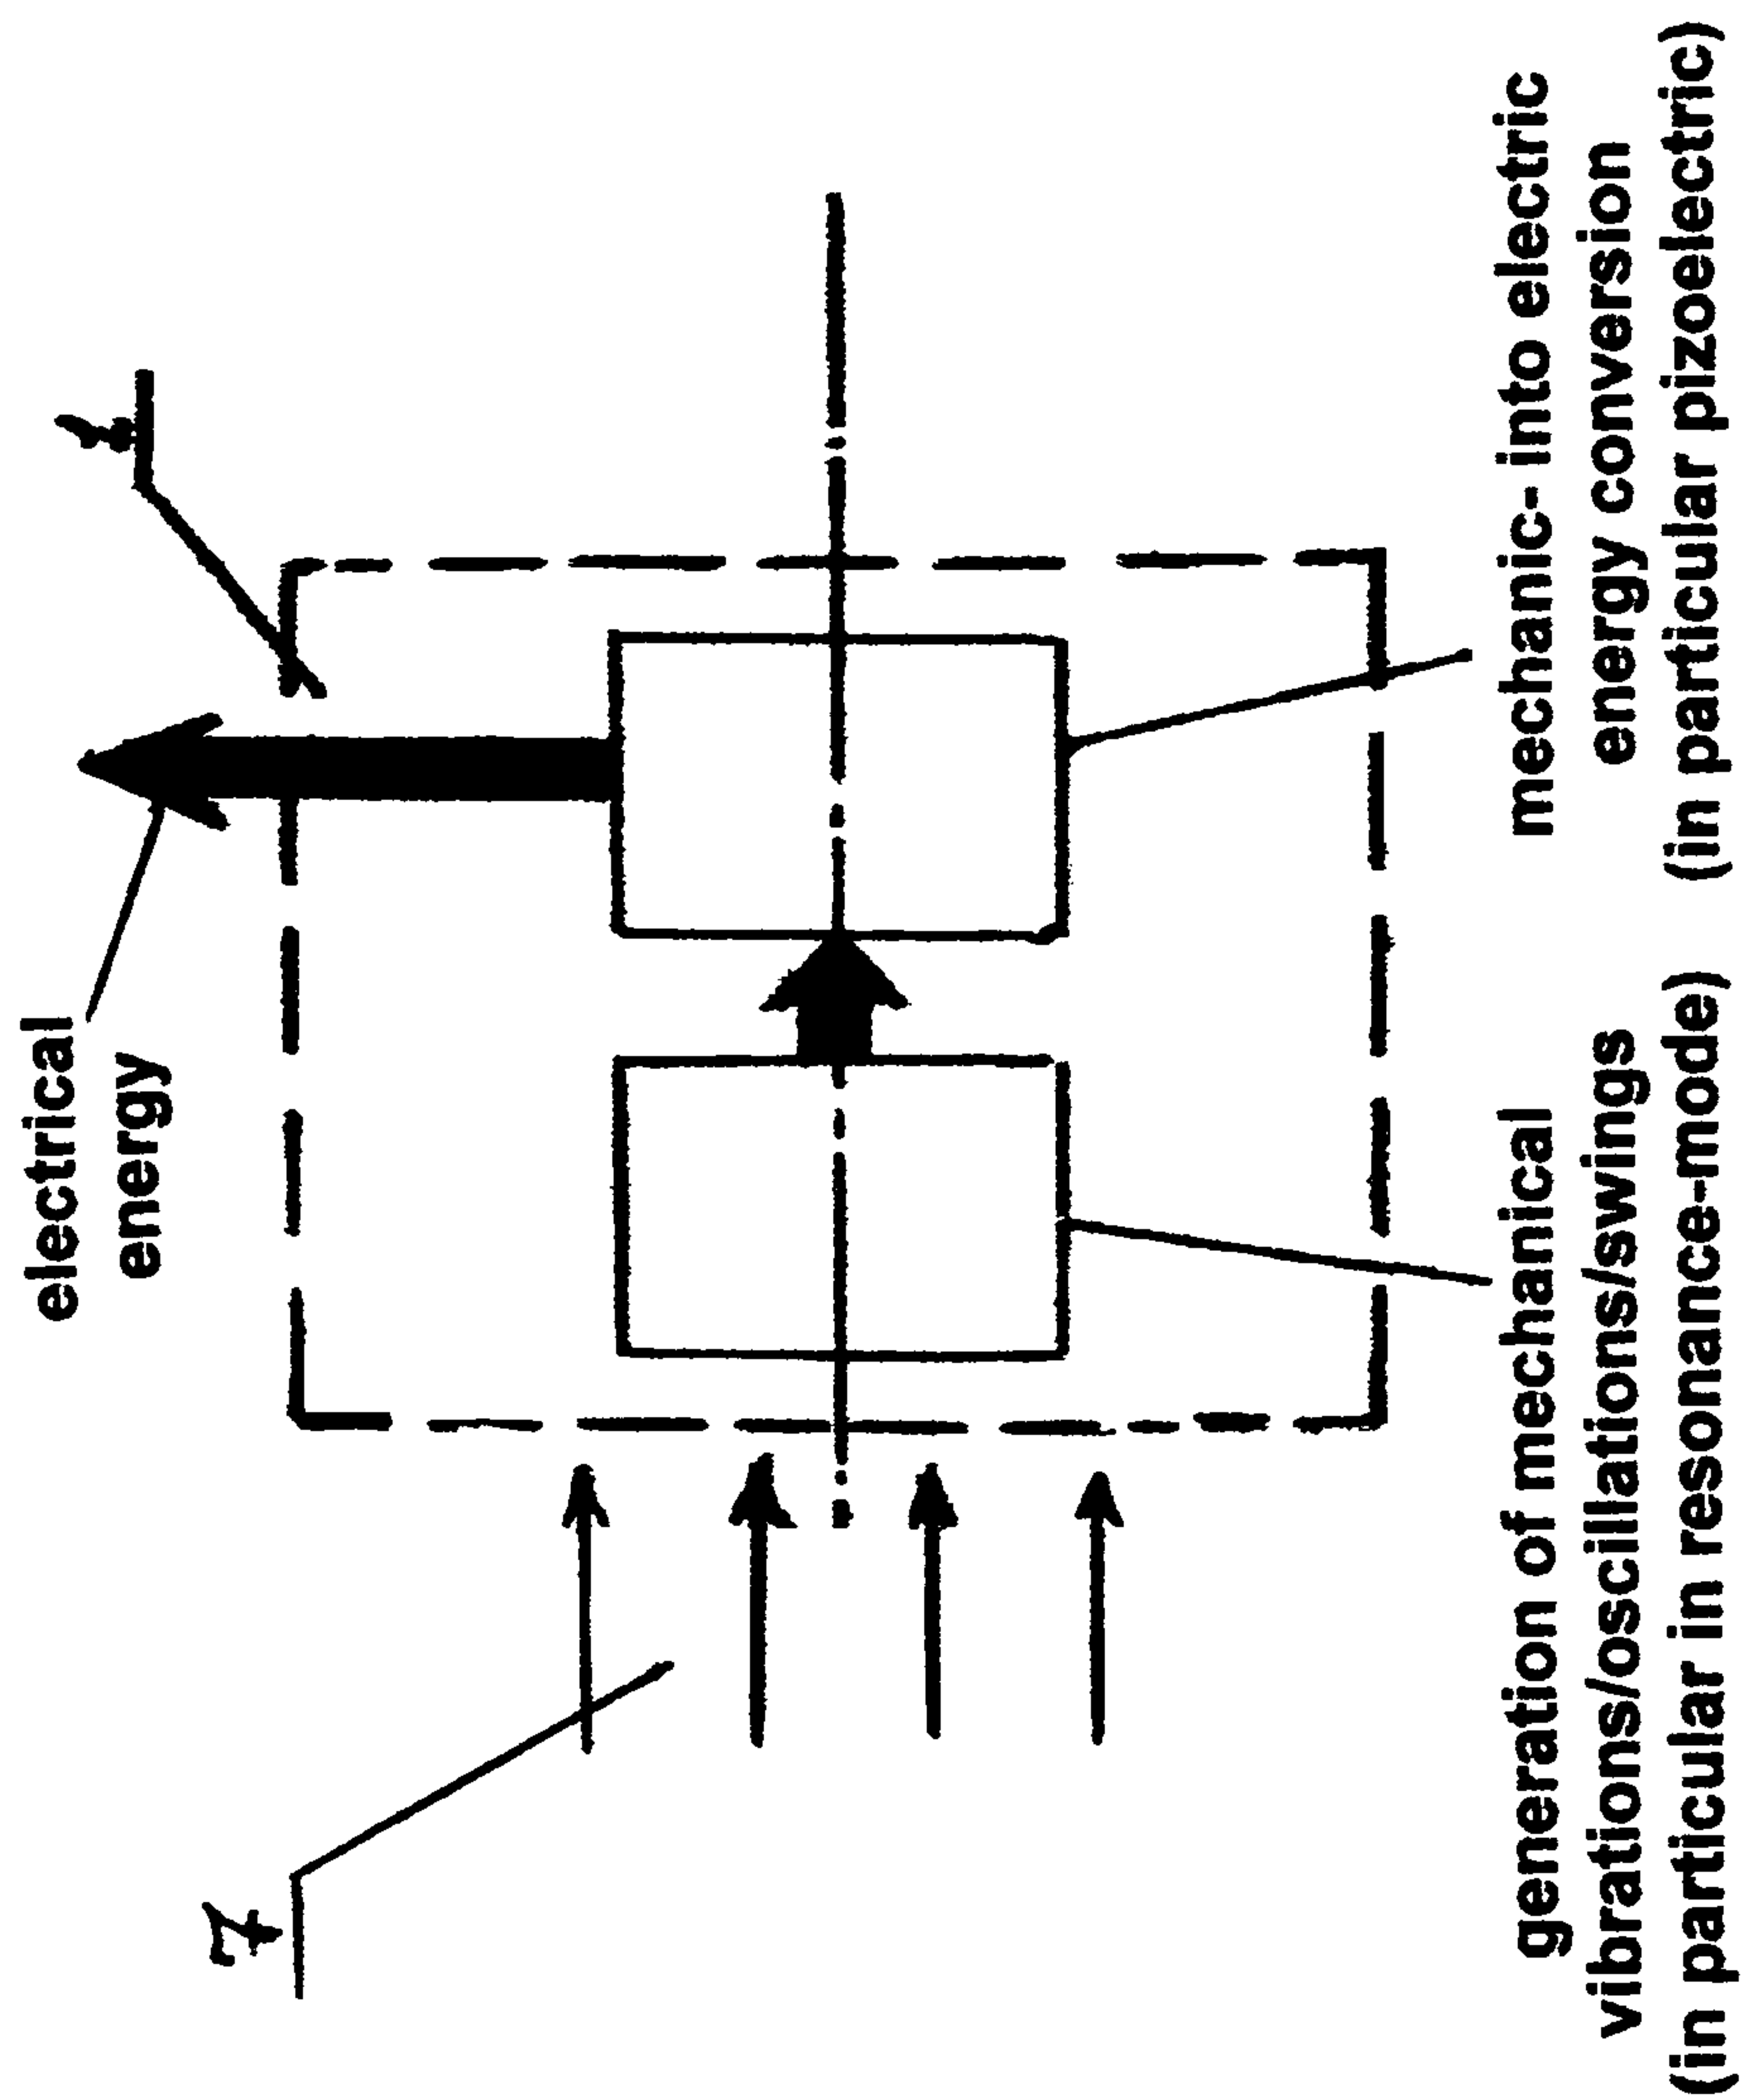 7
electrical
energy
generation of mechanical
vibrations/oscillations/swings
(in particular in resonance-mode)
mechanic- into electric
energy conversion
(in particular pizoelectric)